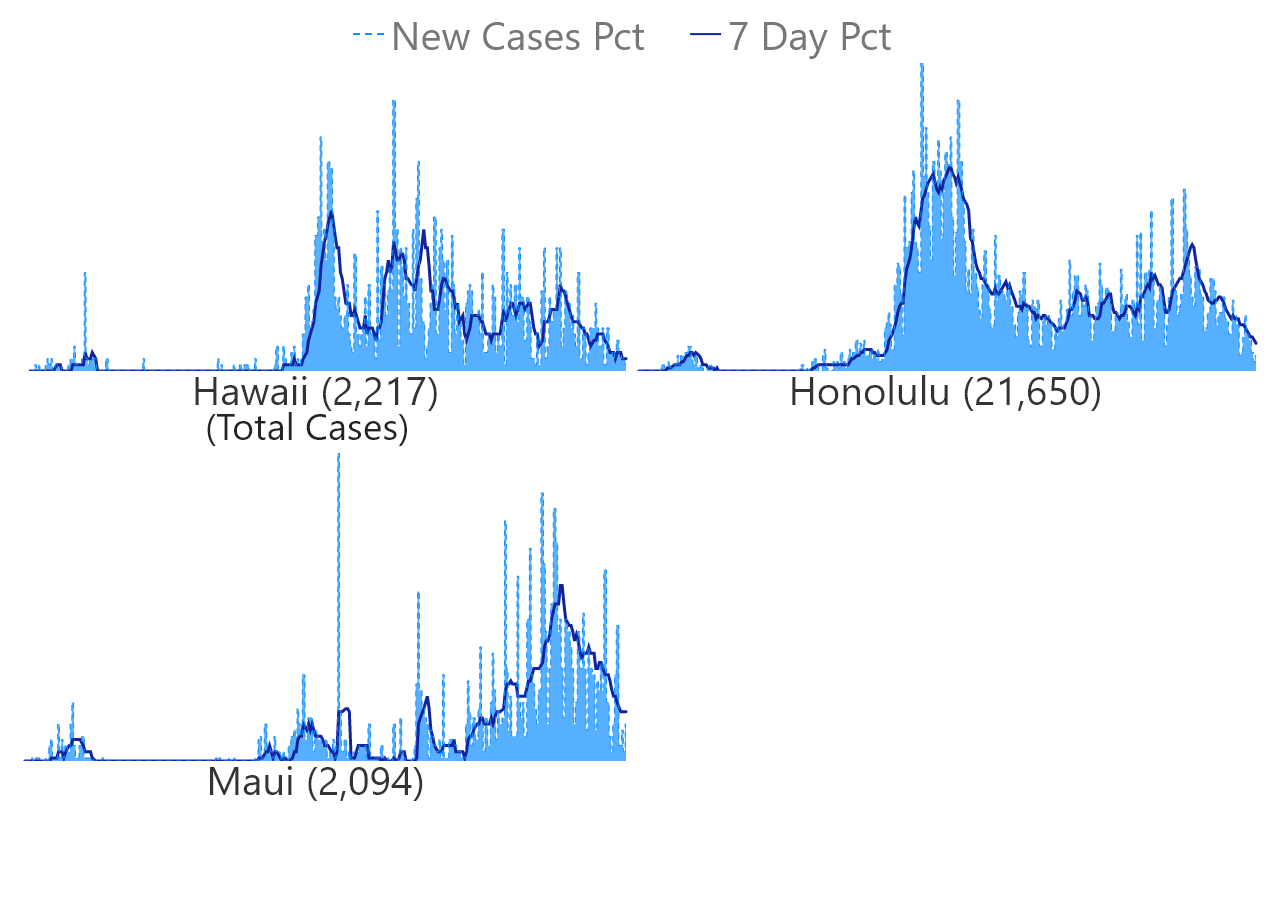 New Cases Pct 7 Day Pct
Hawaii (2,217)
(Total Cases)
Honolulu (21,650)
Maui (2,094)